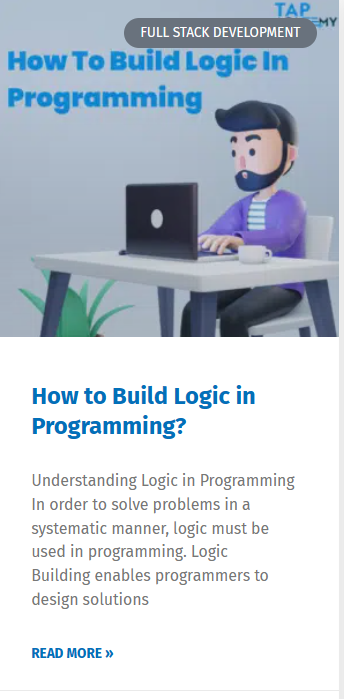 TAP
MY
FULL STACK DEVELOPMENT
How To Build Logic In
Programming
How to Build Logic in
Programming?
Understanding Logic in Programming
In order to solve problems in a
systematic manner, logic must be
used in programming. Logic
Building enables programmers to
design solutions
READ MORE »